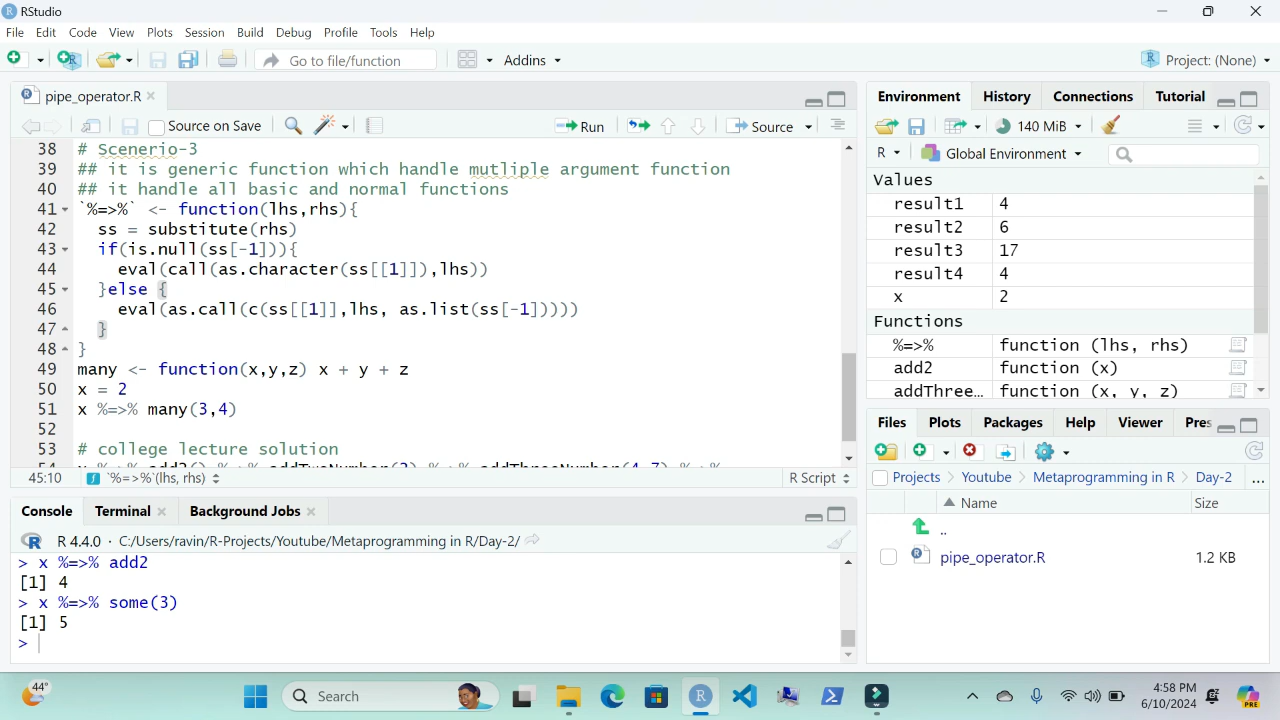 RStudio
File Edit Code View Plots Session Build Debug Profile Tools Help
Go to file/function
Addins
Project: (None)
pipe_operator.R
Source on Save
Run
Source
38 # Scenerio-3
39 ## it is generic function which handle mutliple argument function
40 ## it handle all basic and normal functions
41 `%=>%` <- function(lhs,rhs){
42 ss = substitute(rhs)
43 if(is.null(ss[-1])){
44 eval(call(as.character(ss[[1]]),lhs))
45 }else {
46 eval(as.call(c(ss[[1]],lhs, as.list(ss[-1]))))
47 }
48 }
49 many <- function(x,y,z) x + y + z
50 x = 2
51 x %=>% many(3,4)
52
53 # college lecture solution
45:10 `%=>%`(lhs, rhs) R Script
Console Terminal Background Jobs
R 4.4.0 · C:/Users/ravin/R-Projects/Youtube/Metaprogramming in R/Day-2/
> x %=>% add2
[1] 4
> x %=>% some(3)
[1] 5
>
Environment History Connections Tutorial
140 MiB
R Global Environment
Values
result1 4
result2 6
result3 17
result4 4
x 2
Functions
%=>% function (lhs, rhs)
add2 function (x)
addThree… function (x, y, z)
Files Plots Packages Help Viewer Pres
Projects Youtube Metaprogramming in R Day-2 ...
Name Size
..
pipe_operator.R 1.2 KB
44°
Search
4:58 PM
6/10/2024
PRE